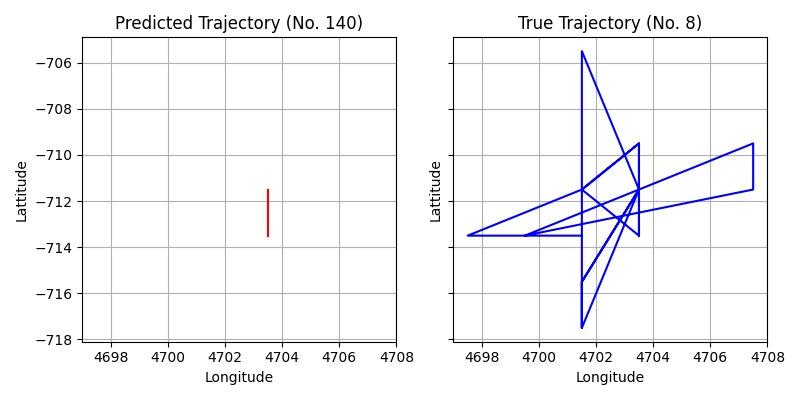 Predicted Trajectory (No. 140)
True Trajectory (No. 8)
−706
−708
−710
−712
−714
−716
−718
Lattitude
Lattitude
4698 4700 4702 4704 4706 4708
4698 4700 4702 4704 4706 4708
Longitude
Longitude